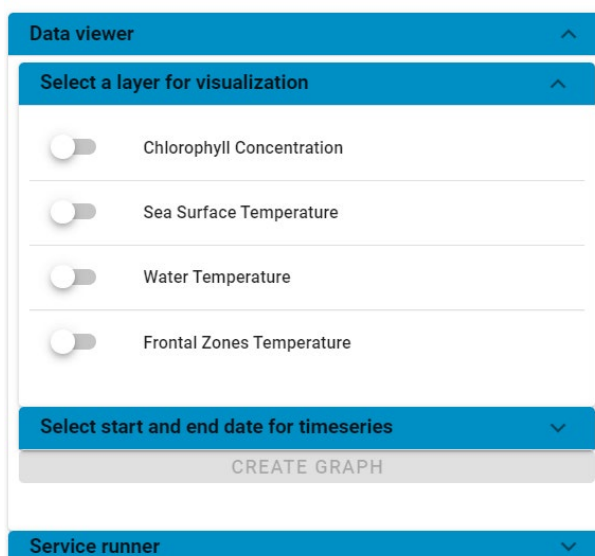 Data viewer
Select a layer for visualization
Chlorophyll Concentration
Sea Surface Temperature
Water Temperature
Frontal Zones Temperature
Select start and end date for timeseries
CREATE GRAPH
Service runner